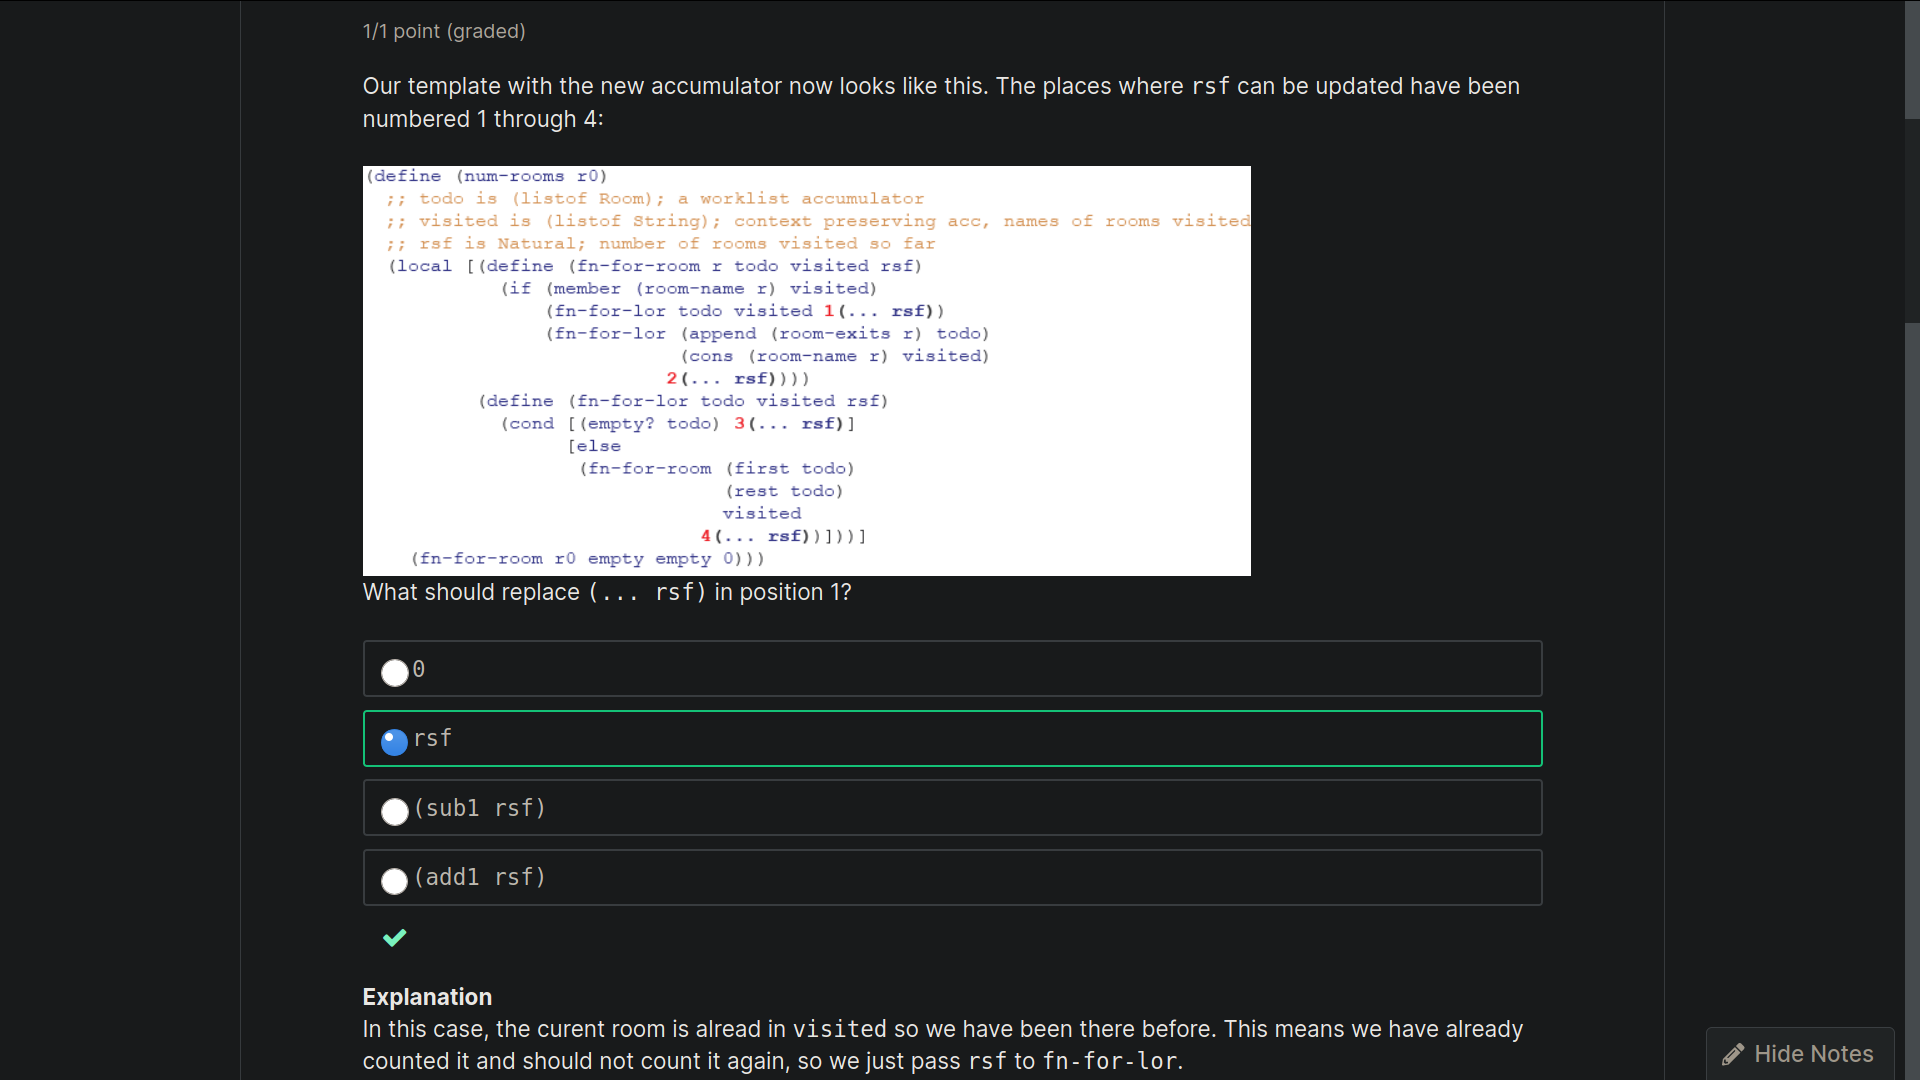 1/1 point (graded)
Our template with the new accumulator now looks like this. The places where rsf can be updated have been
numbered 1 through 4:
(define (num-rooms r0)
;; todo is (listof Room); a worklist accumulator
;; visited is (listof String); context preserving acc, names of rooms visited
;; rsf is Natural; number of rooms visited so far
(local [(define (fn-for-room r todo visited rsf)
(if (member (room-name r) visited)
(fn-for-lor todo visited 1(... rsf))
(fn-for-lor (append (room-exits r) todo)
(cons (room-name r) visited)
2(... rsf))))
(define (fn-for-lor todo visited rsf)
(cond [(empty? todo) 3(... rsf)]
[else
(fn-for-room (first todo)
(rest todo)
visited
4(... rsf))]))]
(fn-for-room r0 empty empty 0)))
What should replace (... rsf) in position 1?
0
rsf
(sub1 rsf)
(add1 rsf)
Explanation
In this case, the curent room is alread in visited so we have been there before. This means we have already
counted it and should not count it again, so we just pass rsf to fn-for-lor.
Hide Notes